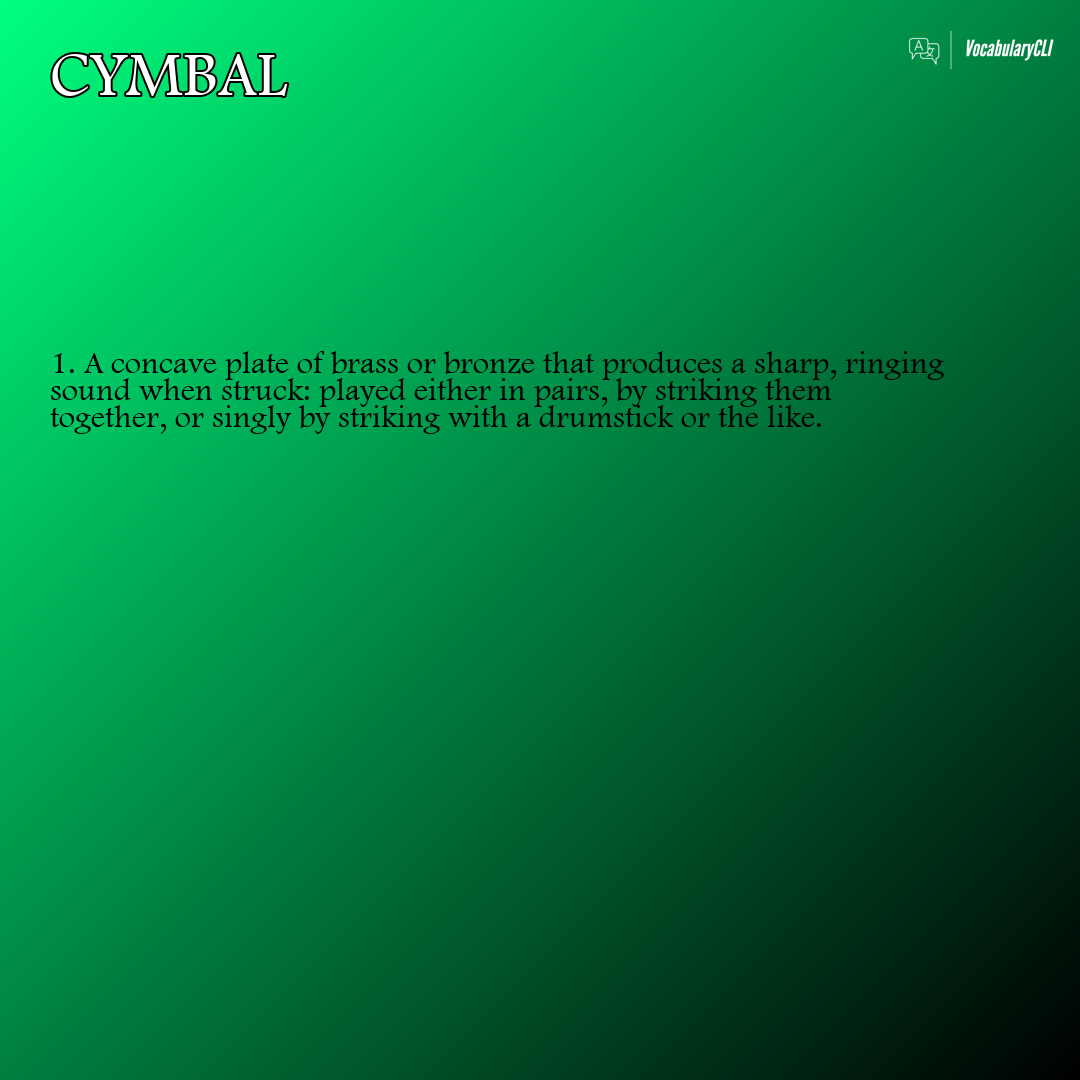 CYMBAL
VocabularyCLI
1. A concave plate of brass or bronze that produces a sharp, ringing
sound when struck: played either in pairs, by striking them
together, or singly by striking with a drumstick or the like.